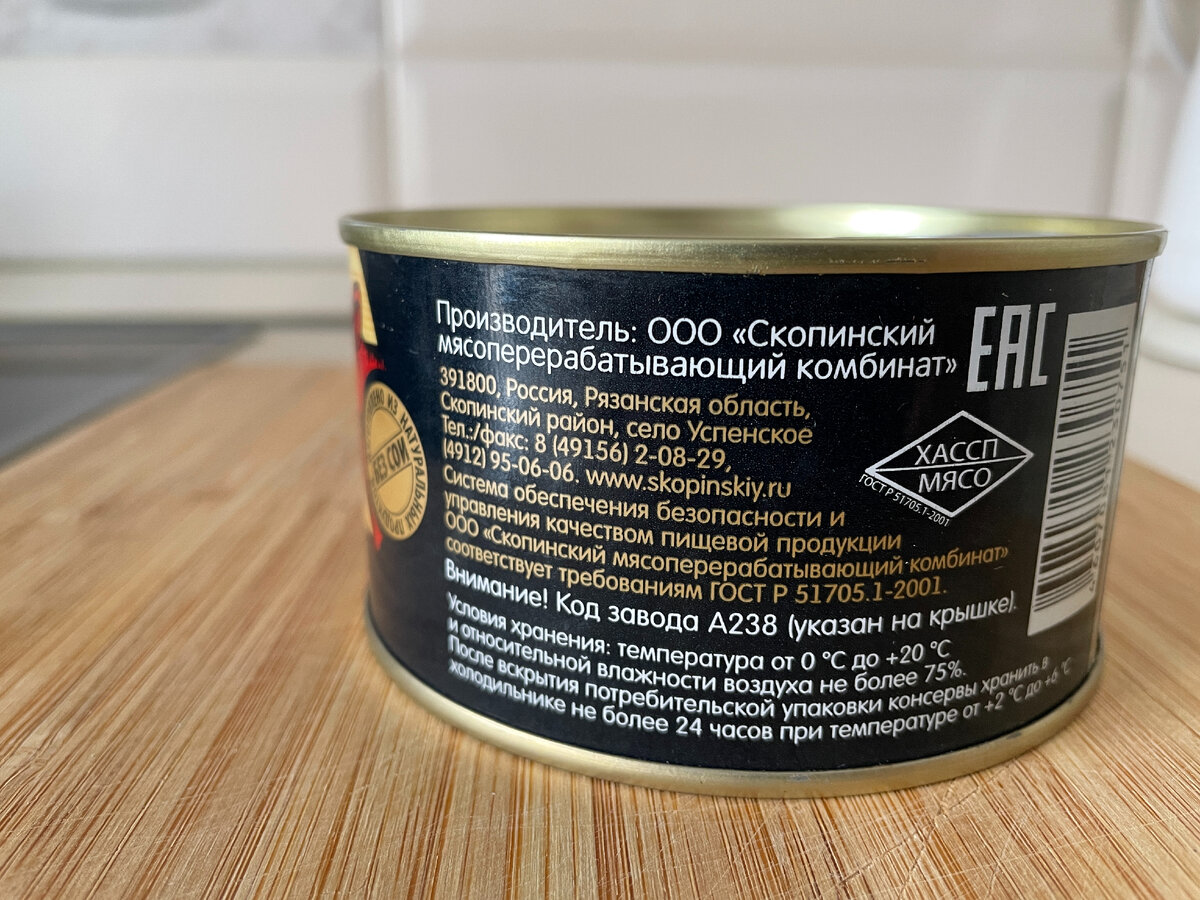 Производитель: ООО «Скопинский
мясоперерабатывающий комбинат»
391800, Россия, Рязанская область,
Скопинский район, село Успенское
Тел.:/факс: 8 (49156) 2-08-29,
(4912) 95-06-06. www.skopinskiy.ru
Система обеспечения безопасности и
управления качеством пищевой продукции
ООО «Скопинский мясоперерабатывающий комбинат»
соответствует требованиям ГОСТ Р 51705.1-2001.
Внимание! Код завода А238 (указан на крышке).
Условия хранения: температура от 0 °С до +20 °С
и относительной влажности воздуха не более 75%.
После вскрытия потребительской упаковки консервы хранить в
холодильнике не более 24 часов при температуре от +2 °С до +6 °С
ЕАС
ХАССП
МЯСО
ГОСТ Р 51705.1-2001
ИЗ НАТУРАЛЬНЫХ
БЕЗ СОИ